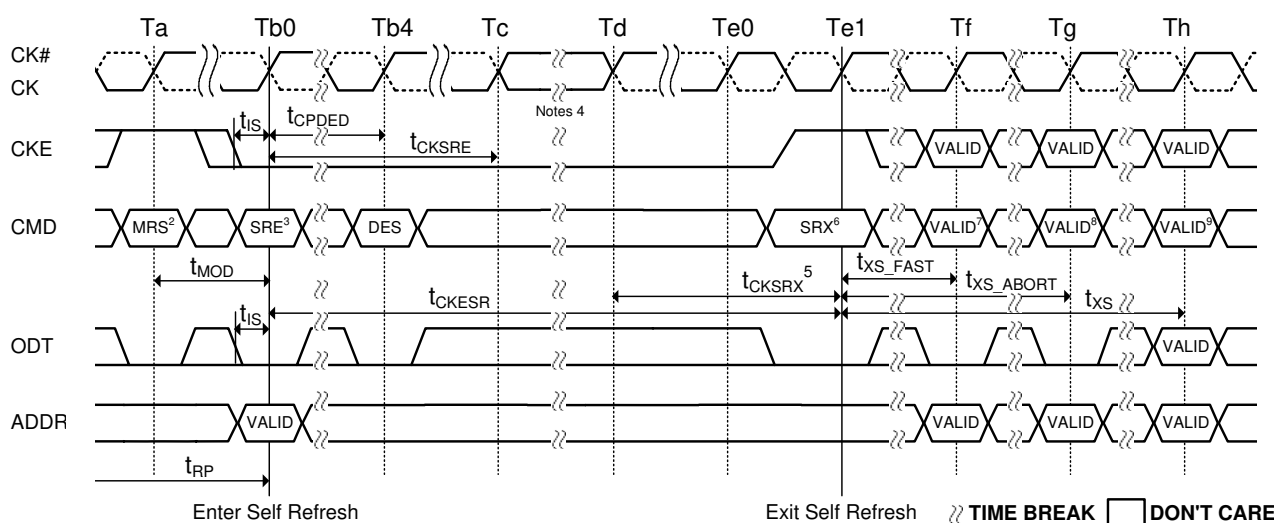 Ta Tb0 Tb4 Tc Td Te0 Te1 Tf Tg Th
CK#
CK
Notes 4
tIS tCPDED
tCKSRE
CKE VALID VALID VALID
CMD MRS² SRE³ DES SRX⁶ VALID⁷ VALID⁸ VALID⁹
tMOD tCKSRX⁵ tXS_FAST
tXS_ABORT
tIS tCKESR tXS
ODT VALID
ADDR VALID VALID VALID VALID
tRP
Enter Self Refresh Exit Self Refresh TIME BREAK DON'T CARE